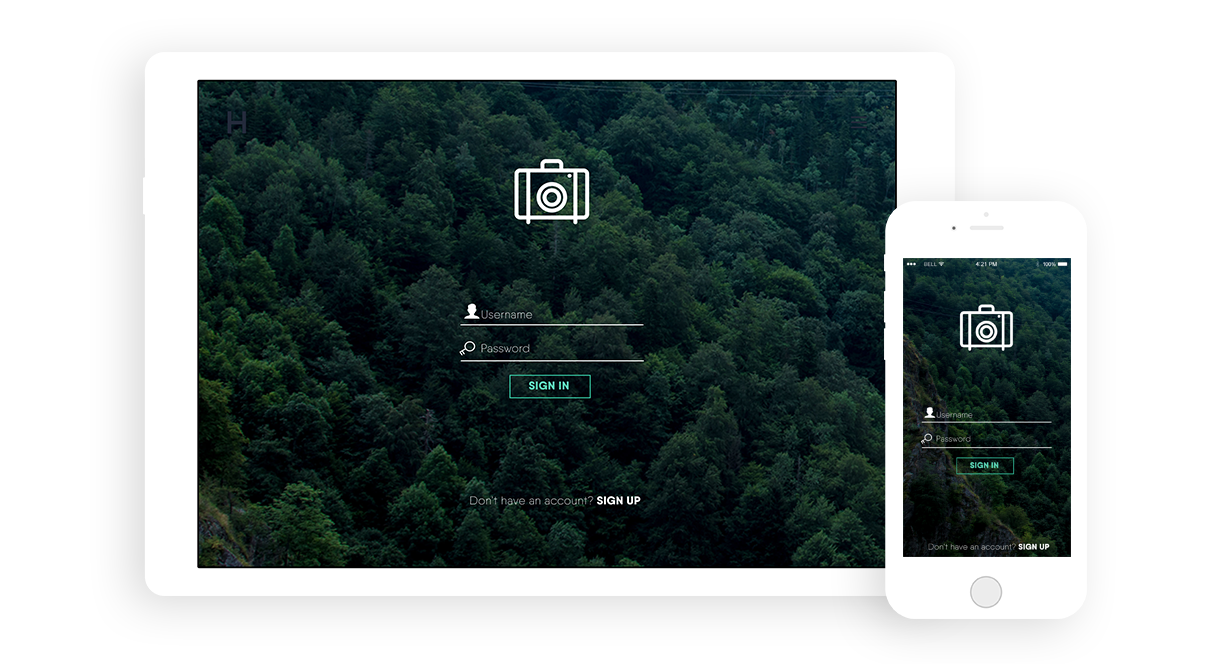 H
Username
Password
SIGN IN
Don't have an account? SIGN UP
BELL 4:21 PM 100%
Username
Password
SIGN IN
Don't have an account? SIGN UP